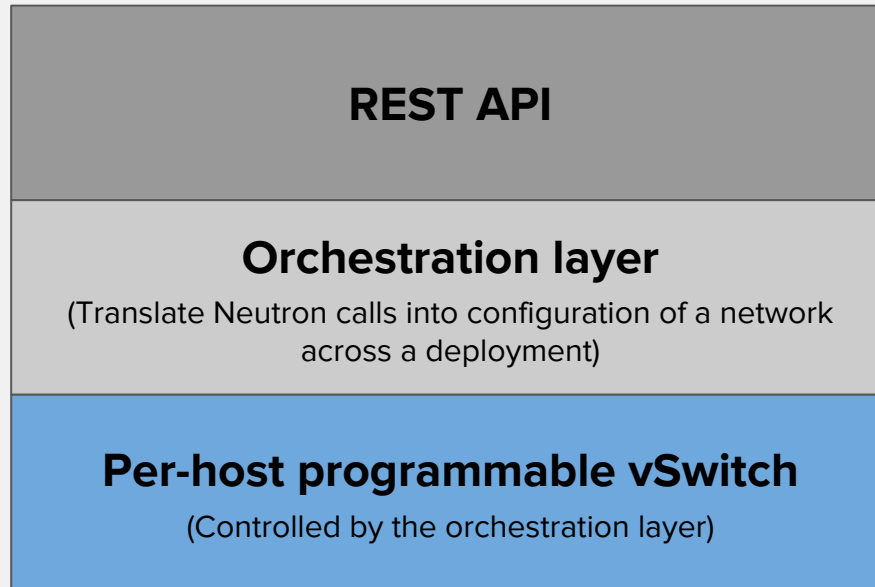 REST API
Orchestration layer
(Translate Neutron calls into configuration of a network
across a deployment)
Per-host programmable vSwitch
(Controlled by the orchestration layer)